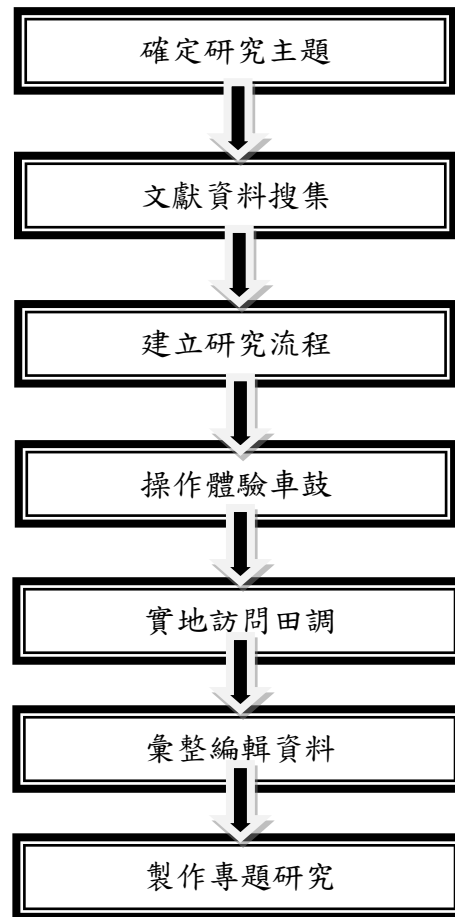 確定研究主題
文獻資料搜集
建立研究流程
操作體驗車鼓
實地訪問田調
彙整編輯資料
製作專題研究